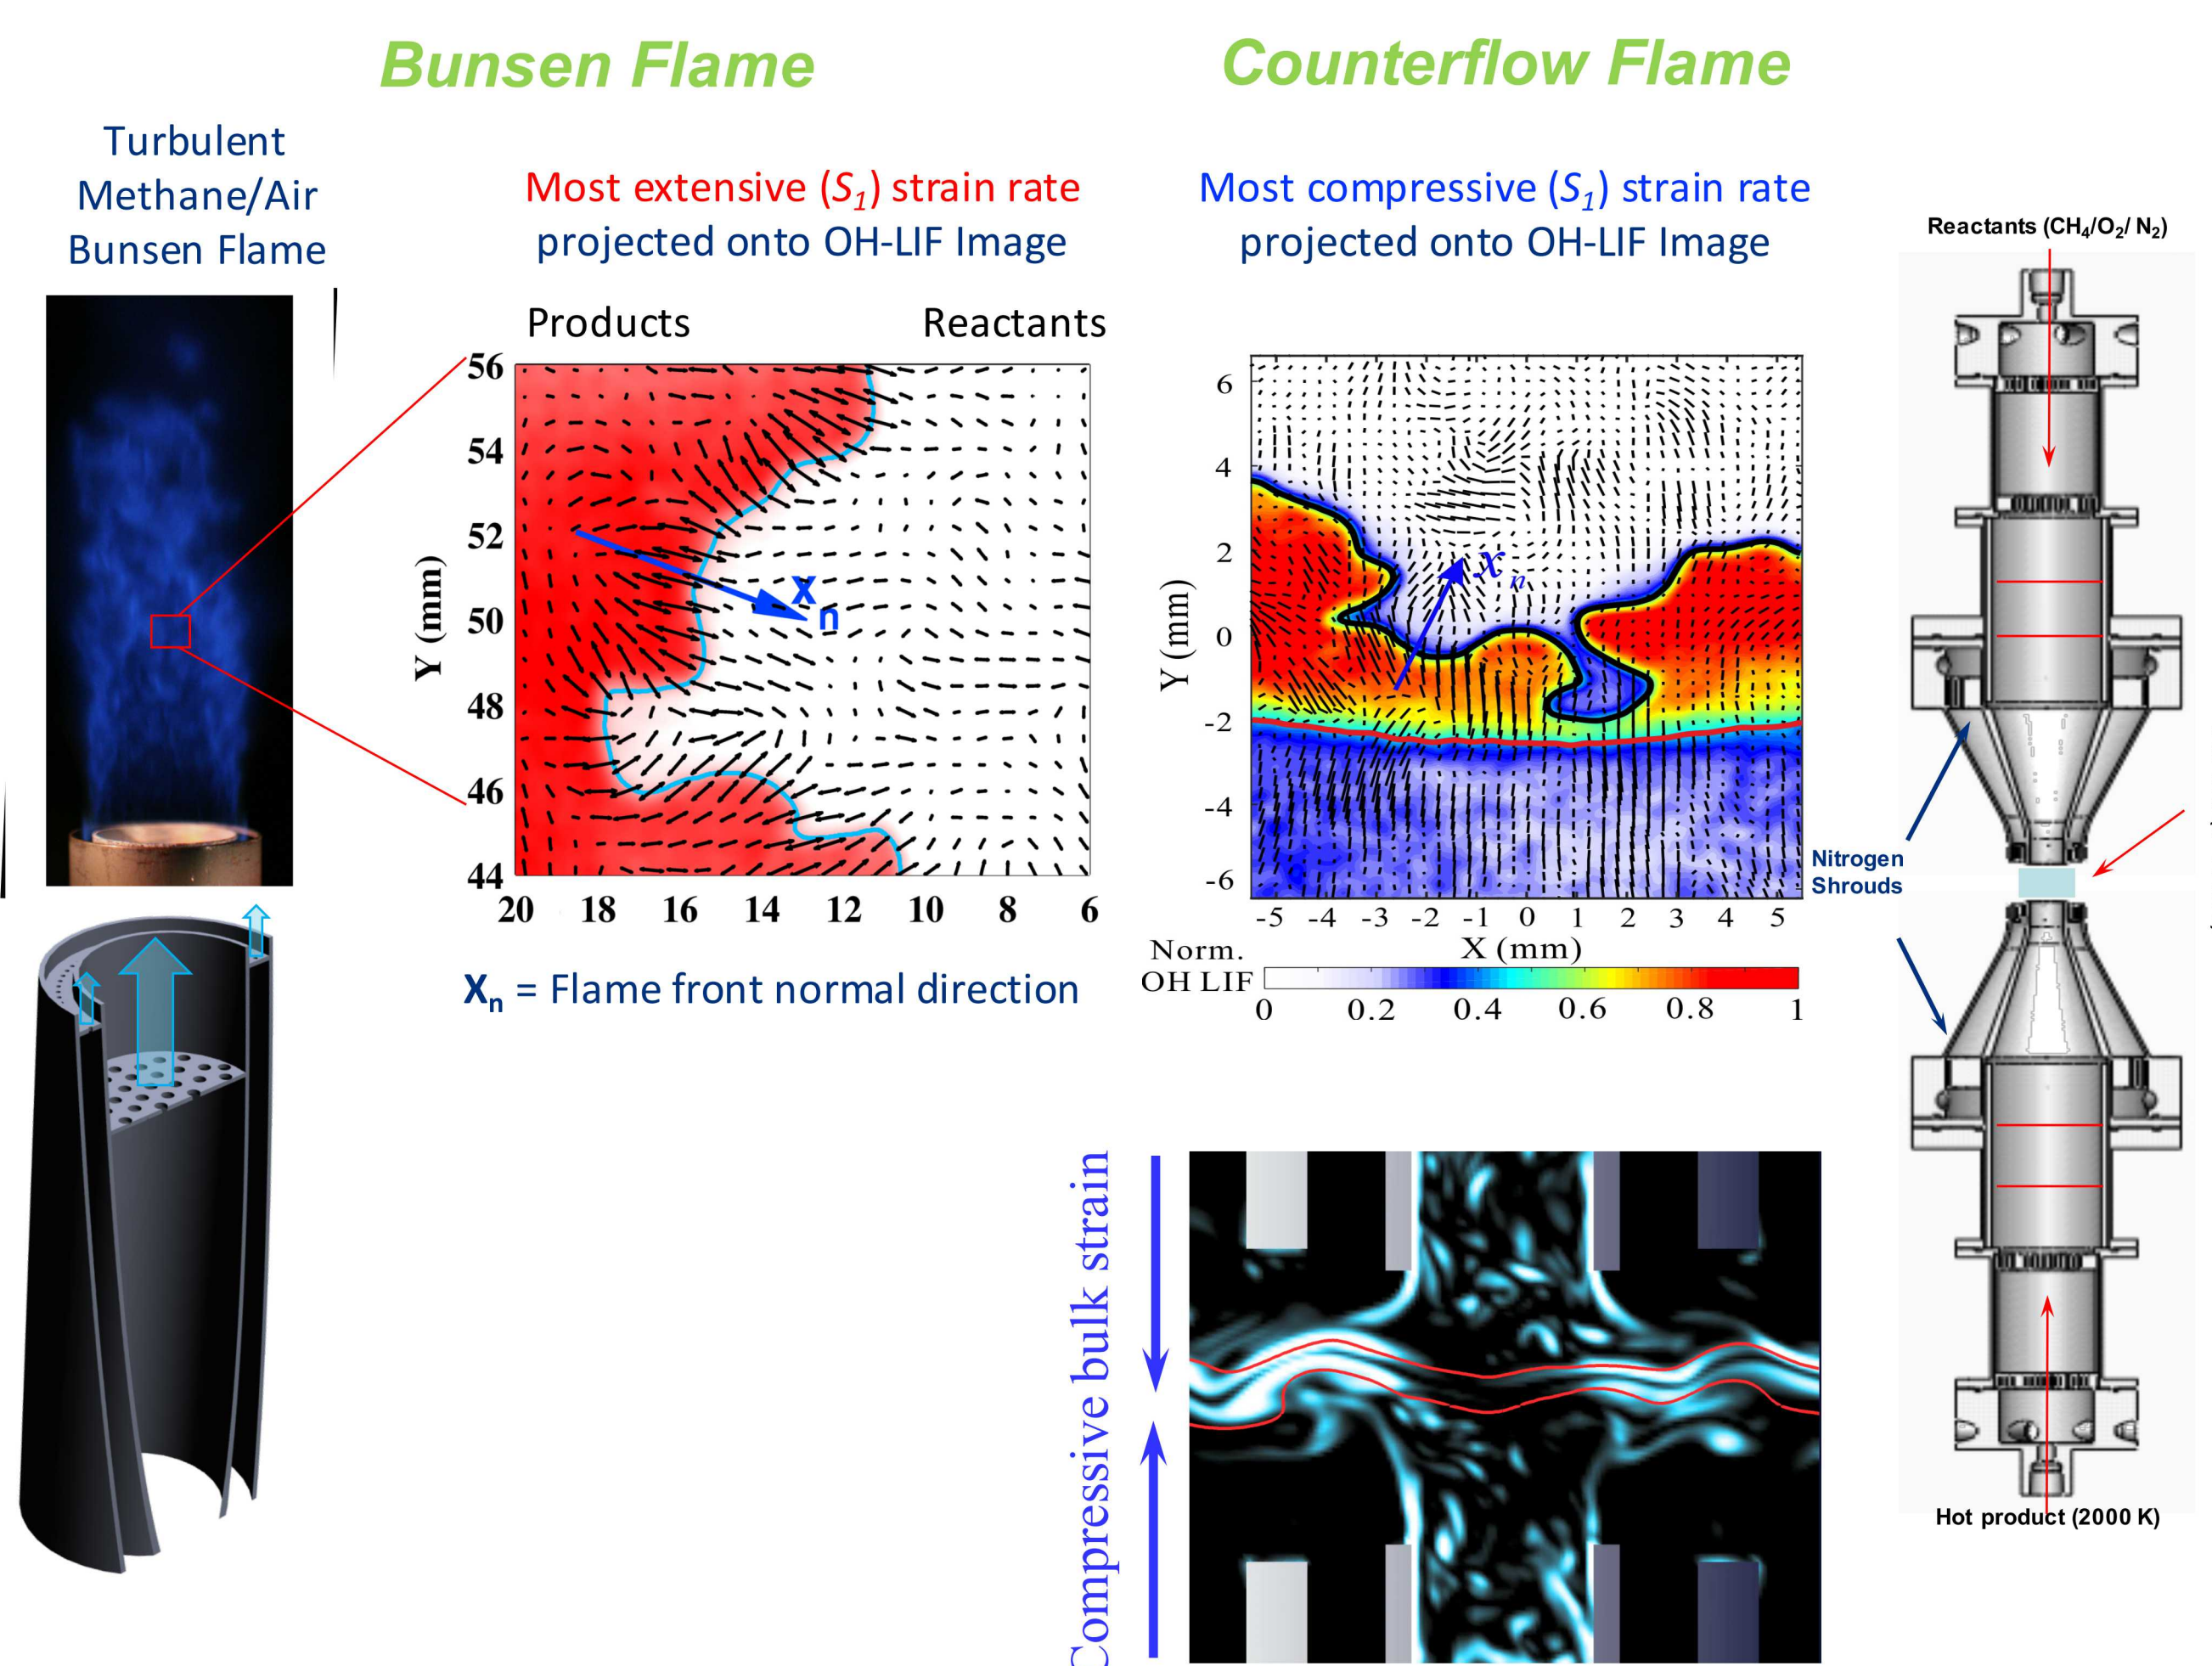 Bunsen Flame
Turbulent
Methane/Air
Bunsen Flame
Most extensive (S1) strain rate
projected onto OH-LIF Image
Products
Reactants
56
54
52
50
48
46
44
Y (mm)
Xn
20 18 16 14 12 10 8 6
Xn = Flame front normal direction
Counterflow Flame
Most compressive (S1) strain rate
projected onto OH-LIF Image
6
4
2
0
-2
-4
-6
Y (mm)
xn
-5 -4 -3 -2 -1 0 1 2 3 4 5
X (mm)
Norm.
OH LIF
0 0.2 0.4 0.6 0.8 1
Compressive bulk strain
Reactants (CH4/O2/ N2)
Nitrogen
Shrouds
Hot product (2000 K)